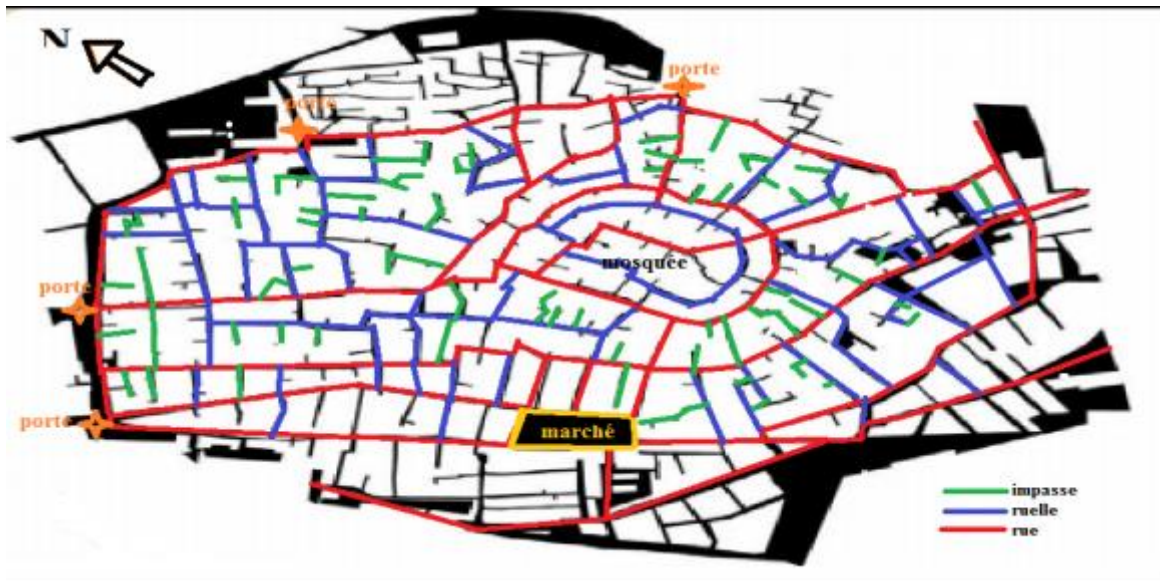 N
porte
porte
mosquée
porte
porte
marché
impasse
ruelle
rue